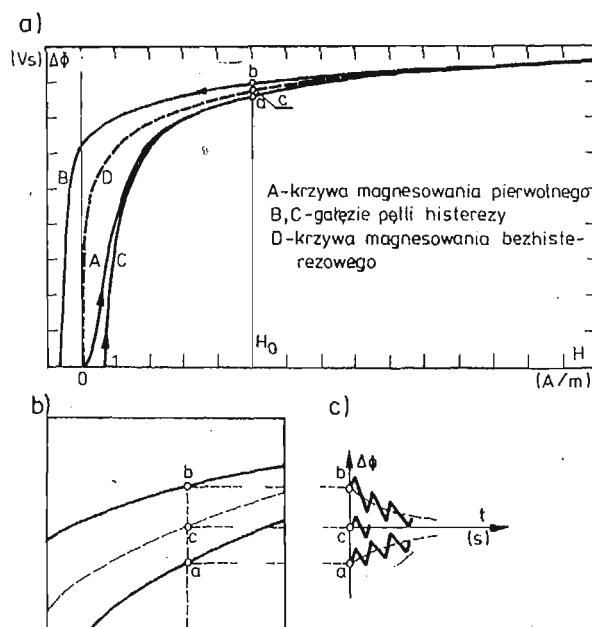 a)
(Vs) ΔΦ
b
a c
B
D
A-krzywa magnesowania pierwotnego
B,C-gałęzie pętli histerezy
D-krzywa magnesowania bezhiste-
rezowego
A
C
H₀
H
0
1
(A/m)
b)
c)
b
c
a
ΔΦ
b
c
a
t
(s)